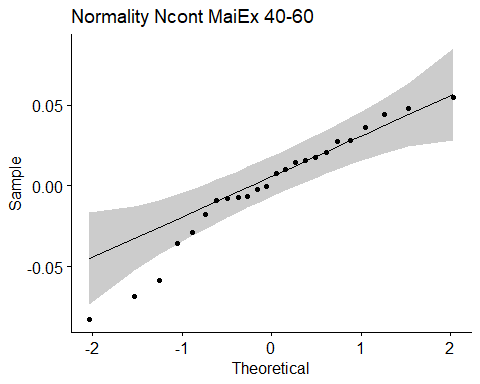 Normality Ncont MaiEx 40-60
Sample
0.05
0.00
-0.05
-2 -1 0 1 2
Theoretical